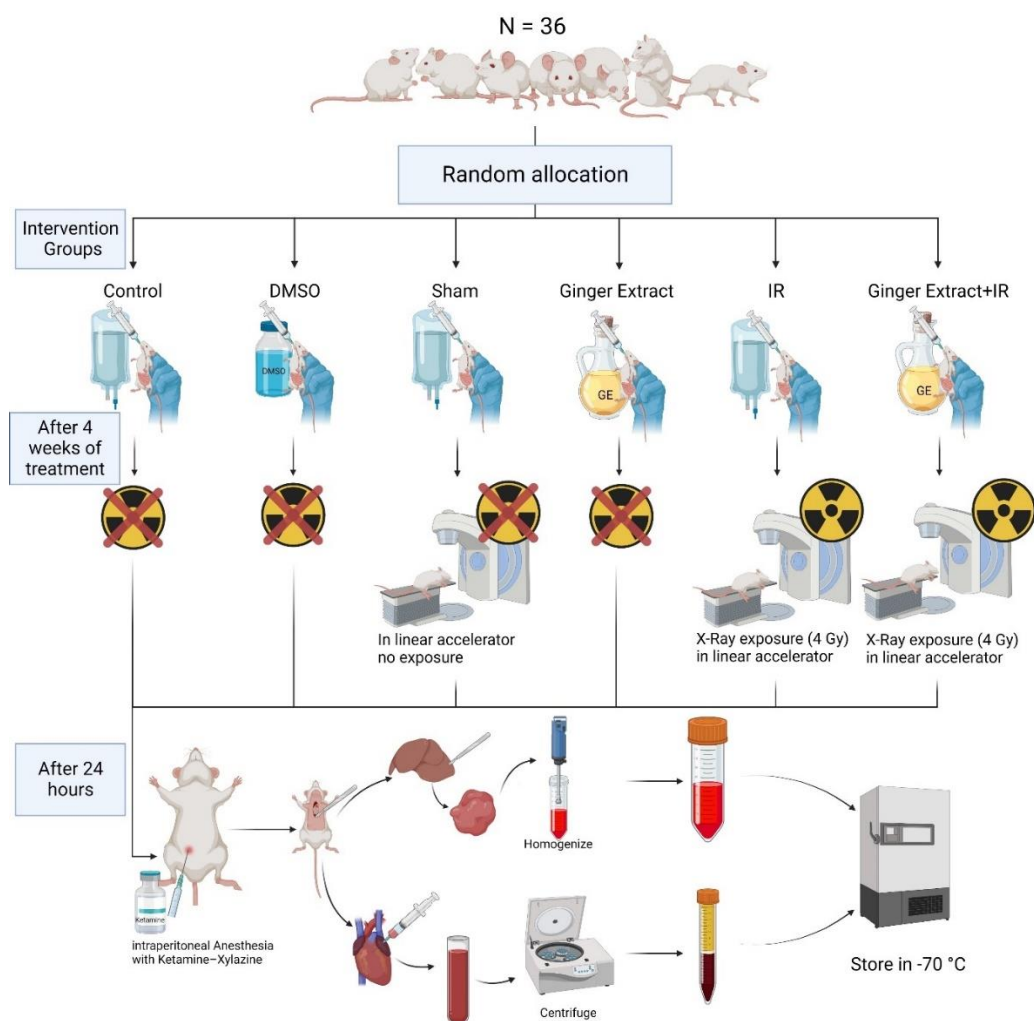 N = 36
Random allocation
Intervention
Groups
Control
DMSO
Sham
Ginger Extract
IR
Ginger Extract+IR
DMSO
GE
GE
After 4
weeks of
treatment
In linear accelerator
no exposure
X-Ray exposure (4 Gy)
in linear accelerator
X-Ray exposure (4 Gy)
in linear accelerator
After 24
hours
Homogenize
Ketamine
intraperitoneal Anesthesia
with Ketamine–Xylazine
Centrifuge
Store in -70 °C